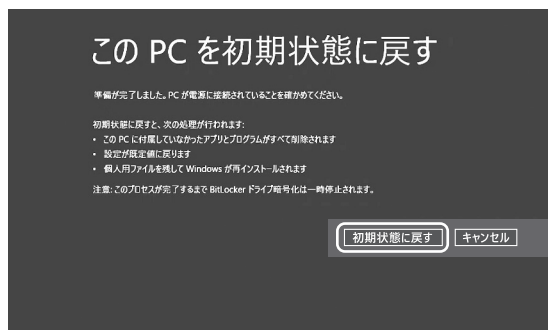 この PC を初期状態に戻す
準備が完了しました。PC が電源に接続されていることを確かめてください。
初期状態に戻すと、次の処理が行われます:
• この PC に付属していなかったアプリとプログラムがすべて削除されます
• 設定が既定値に戻ります
• 個人用ファイルを残して Windows が再インストールされます
注意: このプロセスが完了するまで BitLocker ドライブ暗号化は一時停止されます。
初期状態に戻す キャンセル